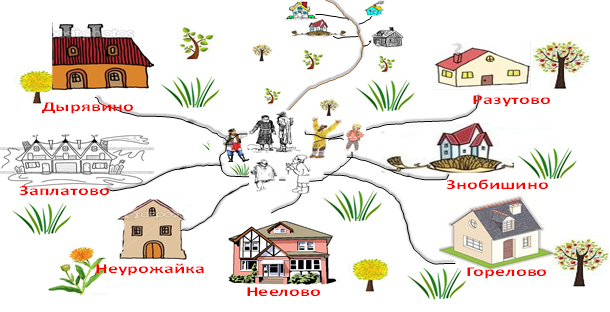 Дырявино
Разутово
Заплатово
Знобишино
Неурожайка
Горелово
Неелово